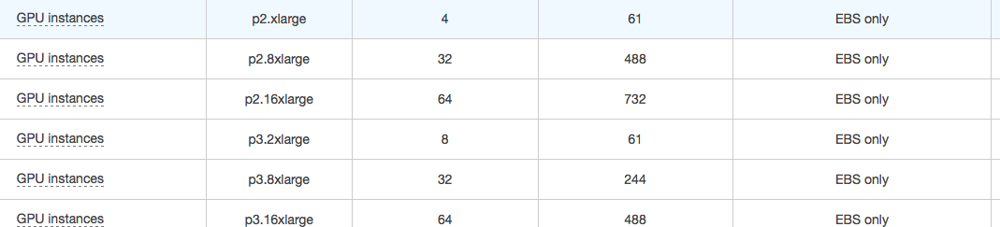 GPU instances p2.xlarge 4 61 EBS only
GPU instances p2.8xlarge 32 488 EBS only
GPU instances p2.16xlarge 64 732 EBS only
GPU instances p3.2xlarge 8 61 EBS only
GPU instances p3.8xlarge 32 244 EBS only
GPU instances p3.16xlarge 64 488 EBS only